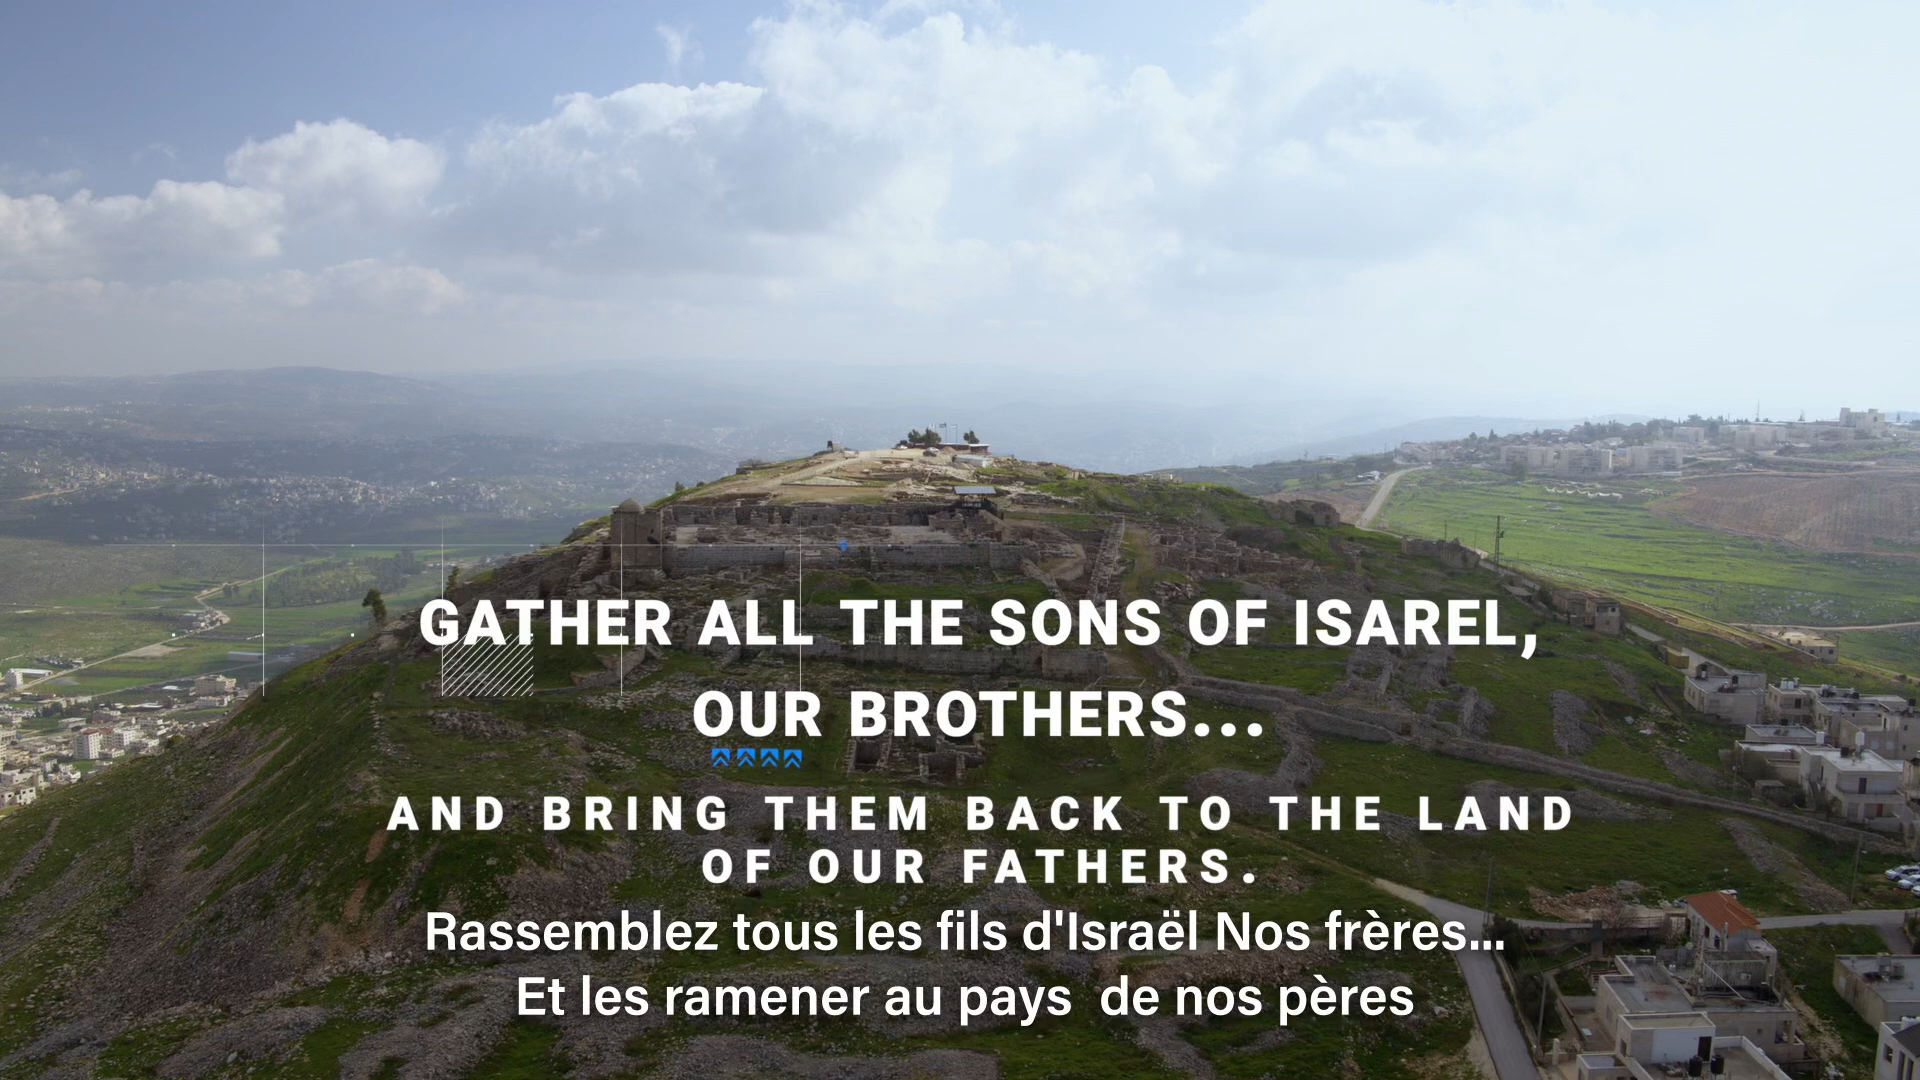 GATHER ALL THE SONS OF ISAREL,
OUR BROTHERS...
AND BRING THEM BACK TO THE LAND
OF OUR FATHERS.
Rassemblez tous les fils d'Israël Nos frères...
Et les ramener au pays  de nos pères